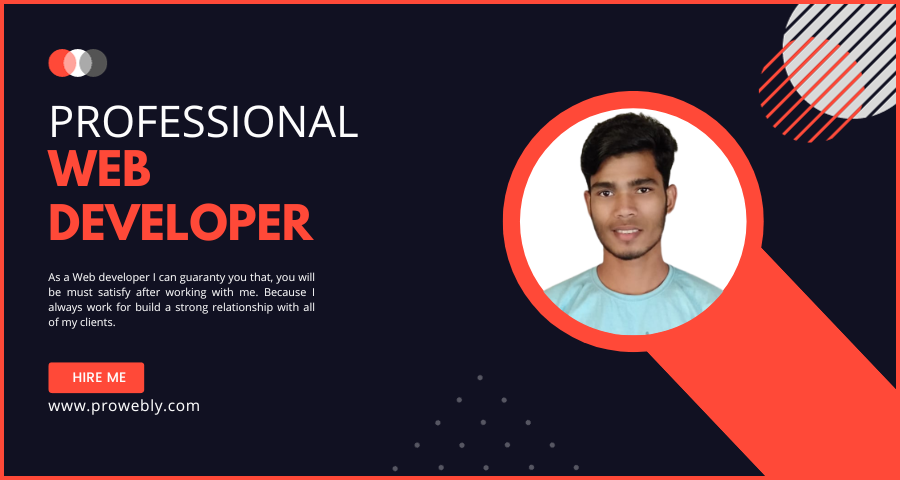 PROFESSIONAL
WEB
DEVELOPER
As a Web developer I can guaranty you that, you will
be must satisfy after working with me. Because I
always work for build a strong relationship with all
of my clients.
HIRE ME
www.prowebly.com